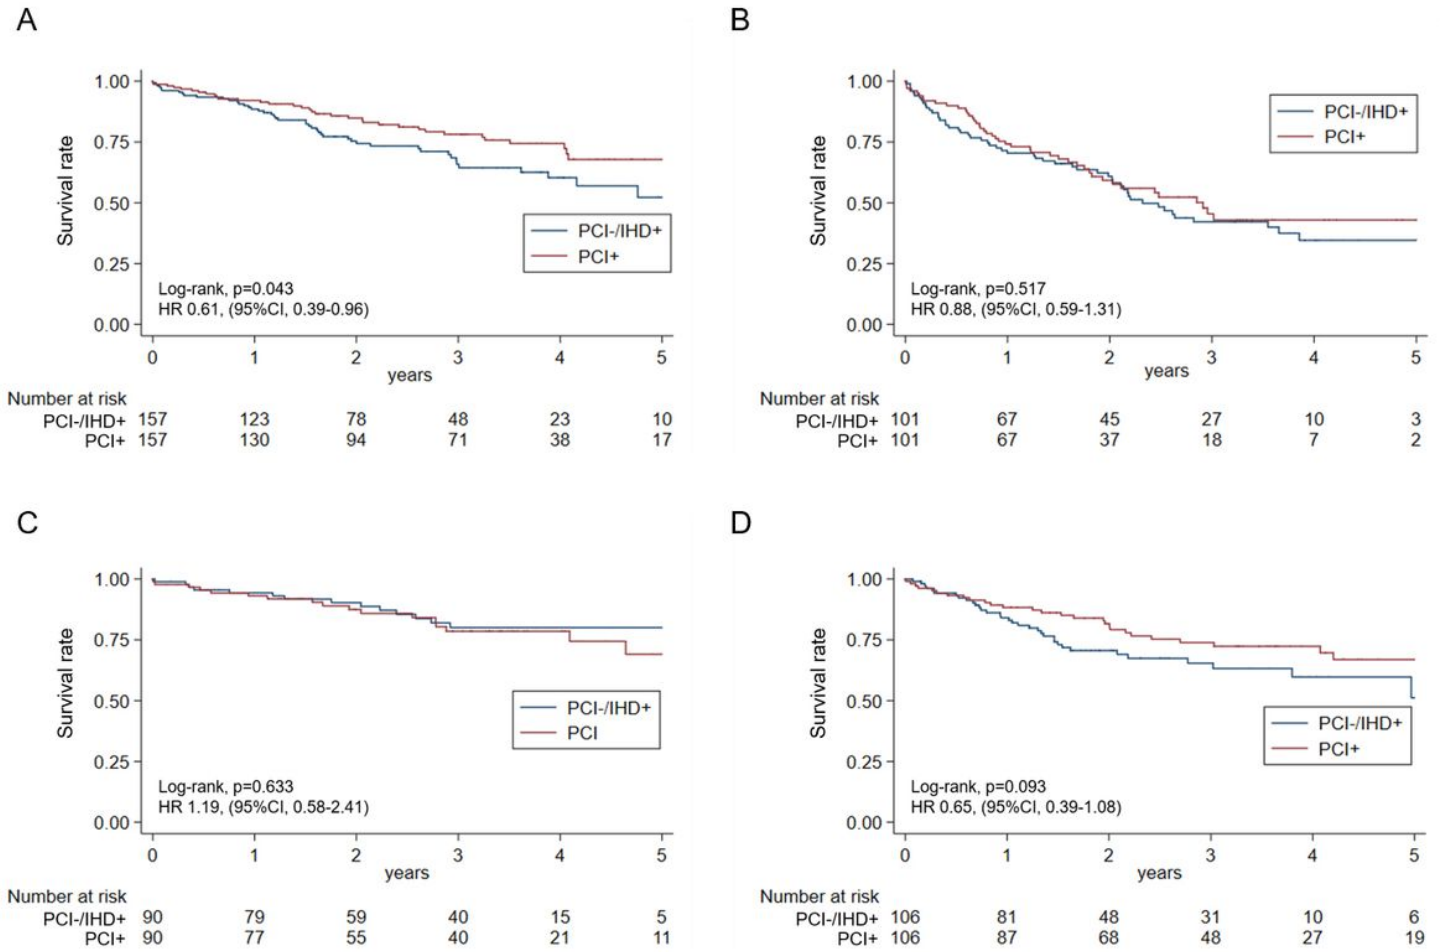 A
1.00
0.75
0.50
0.25
0.00
Survival rate
PCI-/IHD+
PCI+
Log-rank, p=0.043
HR 0.61, (95%CI, 0.39-0.96)
0 1 2 3 4 5
years
Number at risk
PCI-/IHD+ 157 123 78 48 23 10
PCI+ 157 130 94 71 38 17
B
1.00
0.75
0.50
0.25
0.00
Survival rate
PCI-/IHD+
PCI+
Log-rank, p=0.517
HR 0.88, (95%CI, 0.59-1.31)
0 1 2 3 4 5
years
Number at risk
PCI-/IHD+ 101 67 45 27 10 3
PCI+ 101 67 37 18 7 2
C
1.00
0.75
0.50
0.25
0.00
Survival rate
PCI-/IHD+
PCI
Log-rank, p=0.633
HR 1.19, (95%CI, 0.58-2.41)
0 1 2 3 4 5
years
Number at risk
PCI-/IHD+ 90 79 59 40 15 5
PCI+ 90 77 55 40 21 11
D
1.00
0.75
0.50
0.25
0.00
Survival rate
PCI-/IHD+
PCI+
Log-rank, p=0.093
HR 0.65, (95%CI, 0.39-1.08)
0 1 2 3 4 5
years
Number at risk
PCI-/IHD+ 106 81 48 31 10 6
PCI+ 106 87 68 48 27 19